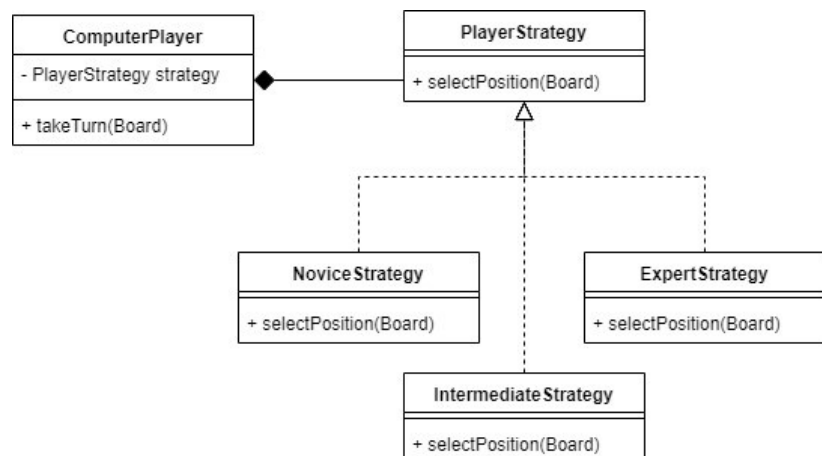 ComputerPlayer
- PlayerStrategy strategy
+ takeTurn(Board)
PlayerStrategy
+ selectPosition(Board)
NoviceStrategy
+ selectPosition(Board)
ExpertStrategy
+ selectPosition(Board)
IntermediateStrategy
+ selectPosition(Board)